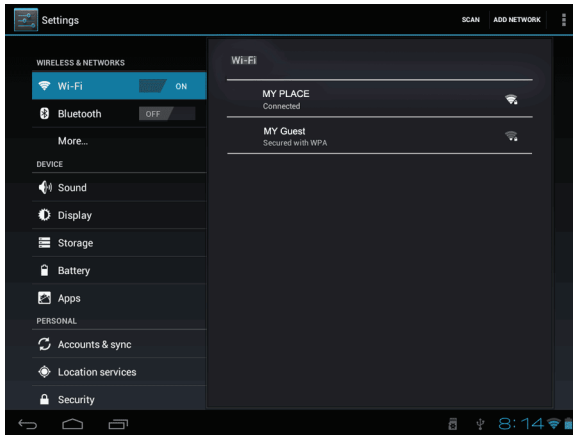 Settings
SCAN ADD NETWORK
WIRELESS & NETWORKS
Wi-Fi ON
Bluetooth OFF
More...
DEVICE
Sound
Display
Storage
Battery
Apps
PERSONAL
Accounts & sync
Location services
Security
Wi-Fi
MY PLACE
Connected
MY Guest
Secured with WPA
8:14